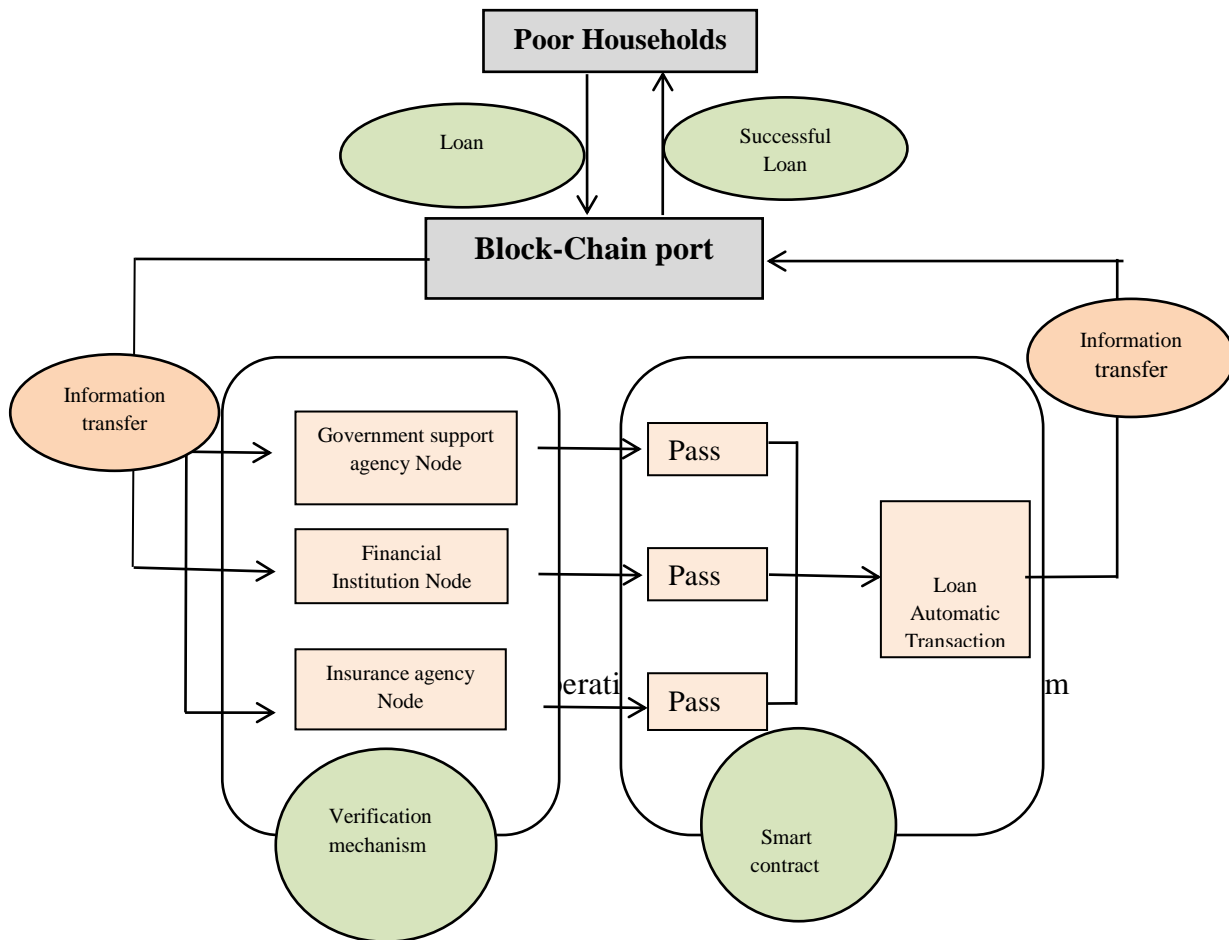 Poor Households
Loan
Successful
Loan
Block-Chain port
Information
transfer
Information
transfer
Government support
agency Node
Pass
Financial
Institution Node
Pass
Loan
Automatic
Transaction
Insurance agency
Node
Pass
Verification
mechanism
Smart
contract